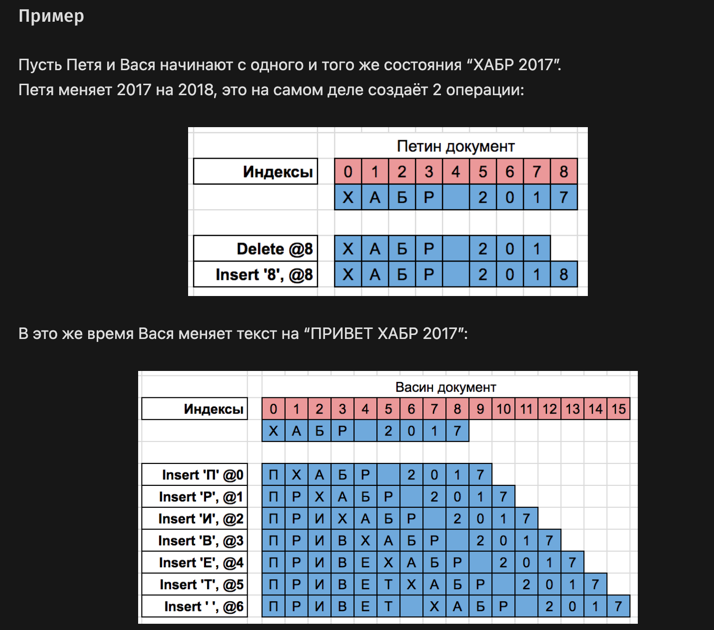 Пример
Пусть Петя и Вася начинают с одного и того же состояния “ХАБР 2017”.
Петя меняет 2017 на 2018, это на самом деле создаёт 2 операции:
Петин документ
Индексы 0 1 2 3 4 5 6 7 8
Х А Б Р 2 0 1 7
Delete @8 Х А Б Р 2 0 1
Insert '8', @8 Х А Б Р 2 0 1 8
В это же время Вася меняет текст на “ПРИВЕТ ХАБР 2017”:
Васин документ
Индексы 0 1 2 3 4 5 6 7 8 9 10 11 12 13 14 15
Х А Б Р 2 0 1 7
Insert 'П' @0 П Х А Б Р 2 0 1 7
Insert 'Р', @1 П Р Х А Б Р 2 0 1 7
Insert 'И', @2 П Р И Х А Б Р 2 0 1 7
Insert 'В', @3 П Р И В Х А Б Р 2 0 1 7
Insert 'Е', @4 П Р И В Е Х А Б Р 2 0 1 7
Insert 'Т', @5 П Р И В Е Т Х А Б Р 2 0 1 7
Insert ' ', @6 П Р И В Е Т Х А Б Р 2 0 1 7